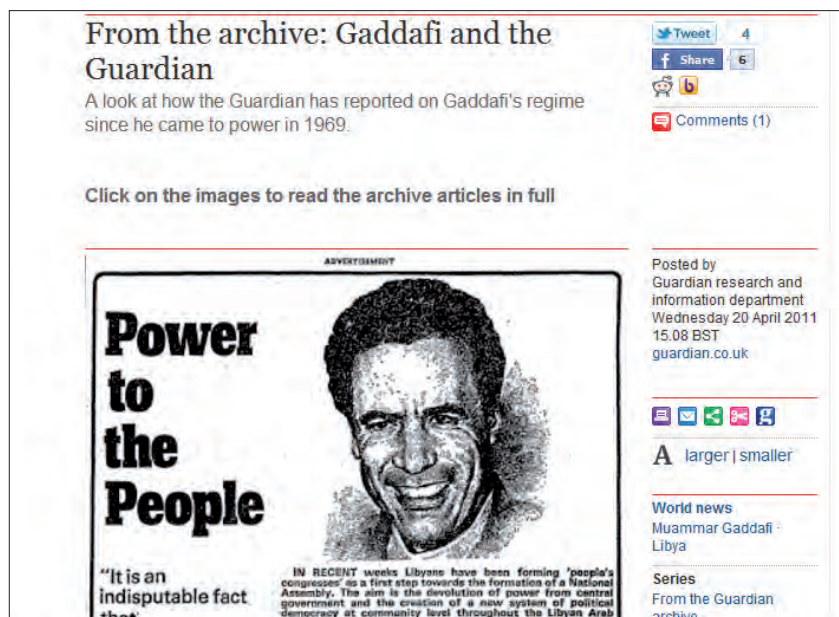 From the archive: Gaddafi and the
Guardian
A look at how the Guardian has reported on Gaddafi's regime
since he came to power in 1969.
Click on the images to read the archive articles in full
Tweet 4
Share 6
Comments (1)
ADVERTISEMENT
Power
to
the
People
"It is an
indisputable fact
that
IN RECENT weeks Libyans have been forming 'people's
congresses' as a first step towards the formation of a National
Assembly. The aim is the devolution of power from central
government and the creation of a new system of political
democracy at community level throughout the Libyan Arab
Posted by
Guardian research and
information department
Wednesday 20 April 2011
15.08 BST
guardian.co.uk
A larger | smaller
World news
Muammar Gaddafi ·
Libya
Series
From the Guardian
archive ·